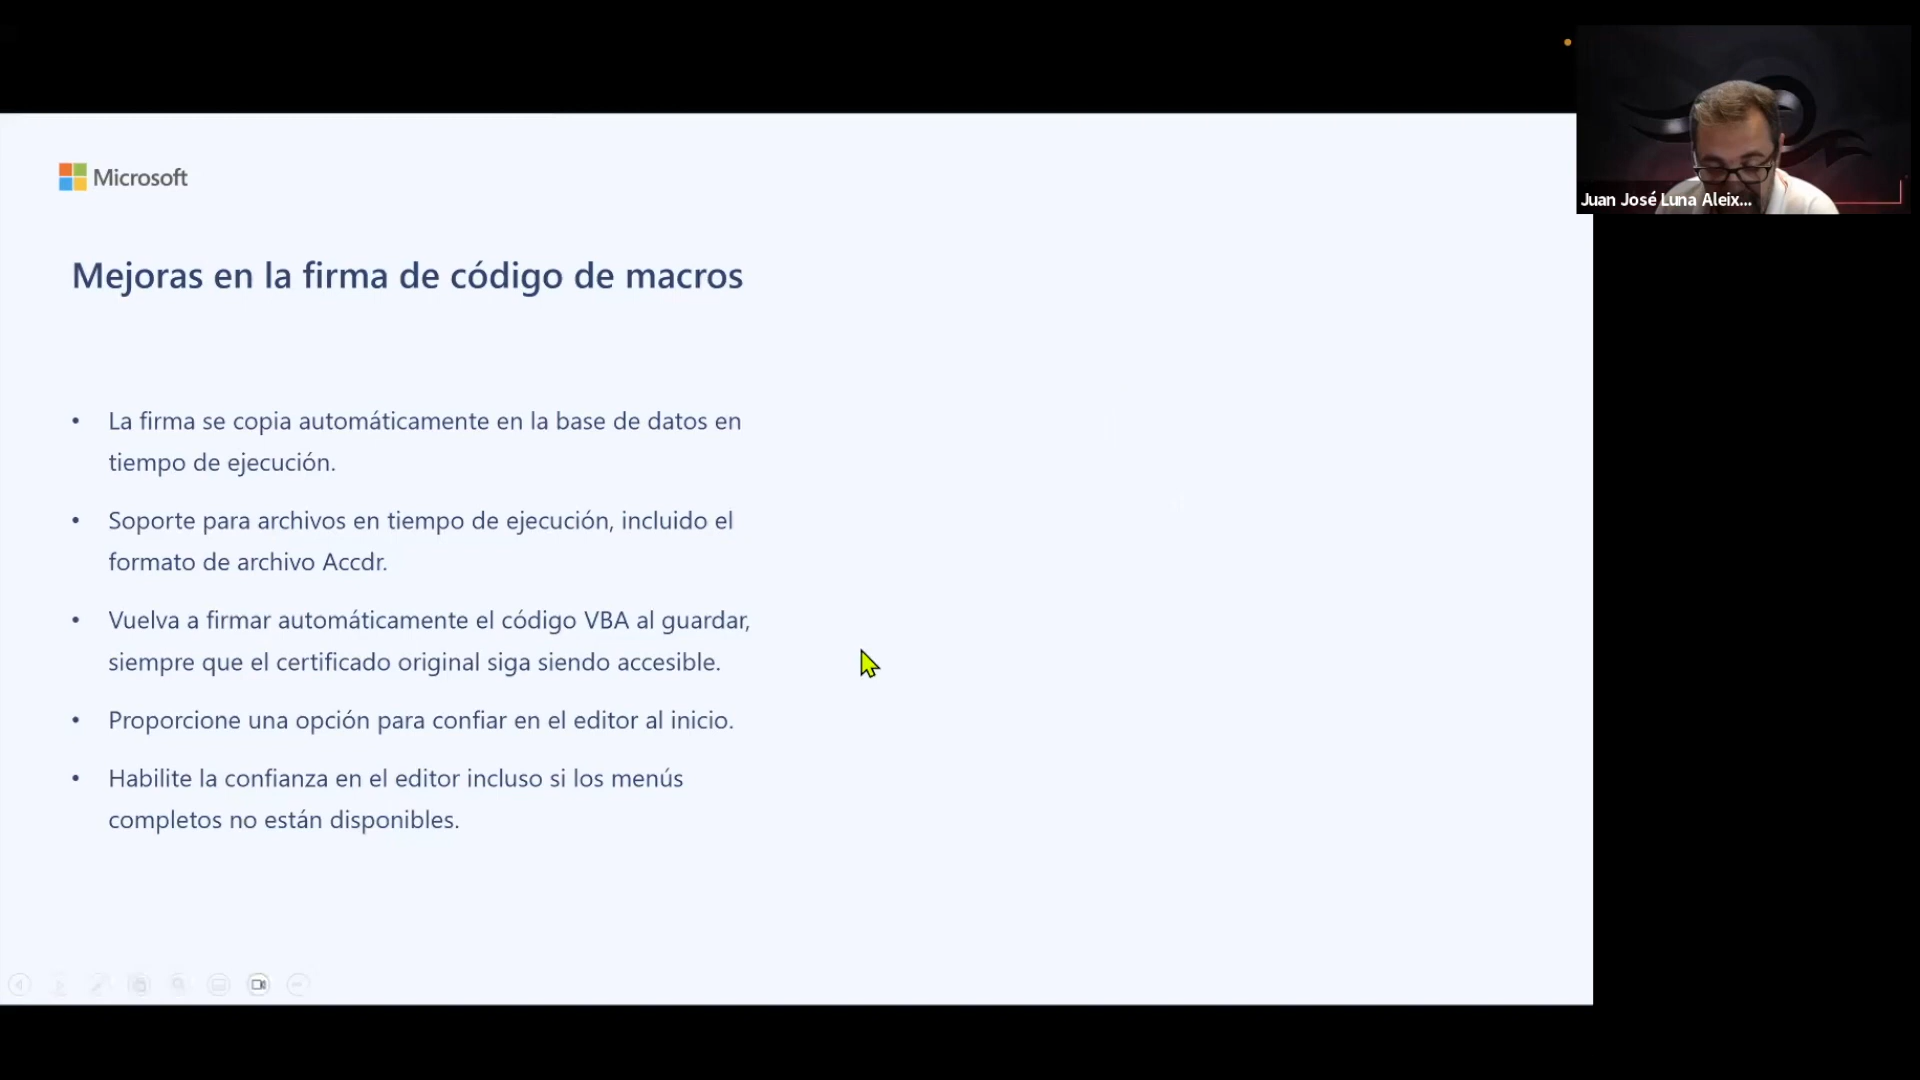 Microsoft
Juan José Luna Aleix...
Mejoras en la firma de código de macros
• La firma se copia automáticamente en la base de datos en
tiempo de ejecución.
• Soporte para archivos en tiempo de ejecución, incluido el
formato de archivo Accdr.
• Vuelva a firmar automáticamente el código VBA al guardar,
siempre que el certificado original siga siendo accesible.
• Proporcione una opción para confiar en el editor al inicio.
• Habilite la confianza en el editor incluso si los menús
completos no están disponibles.